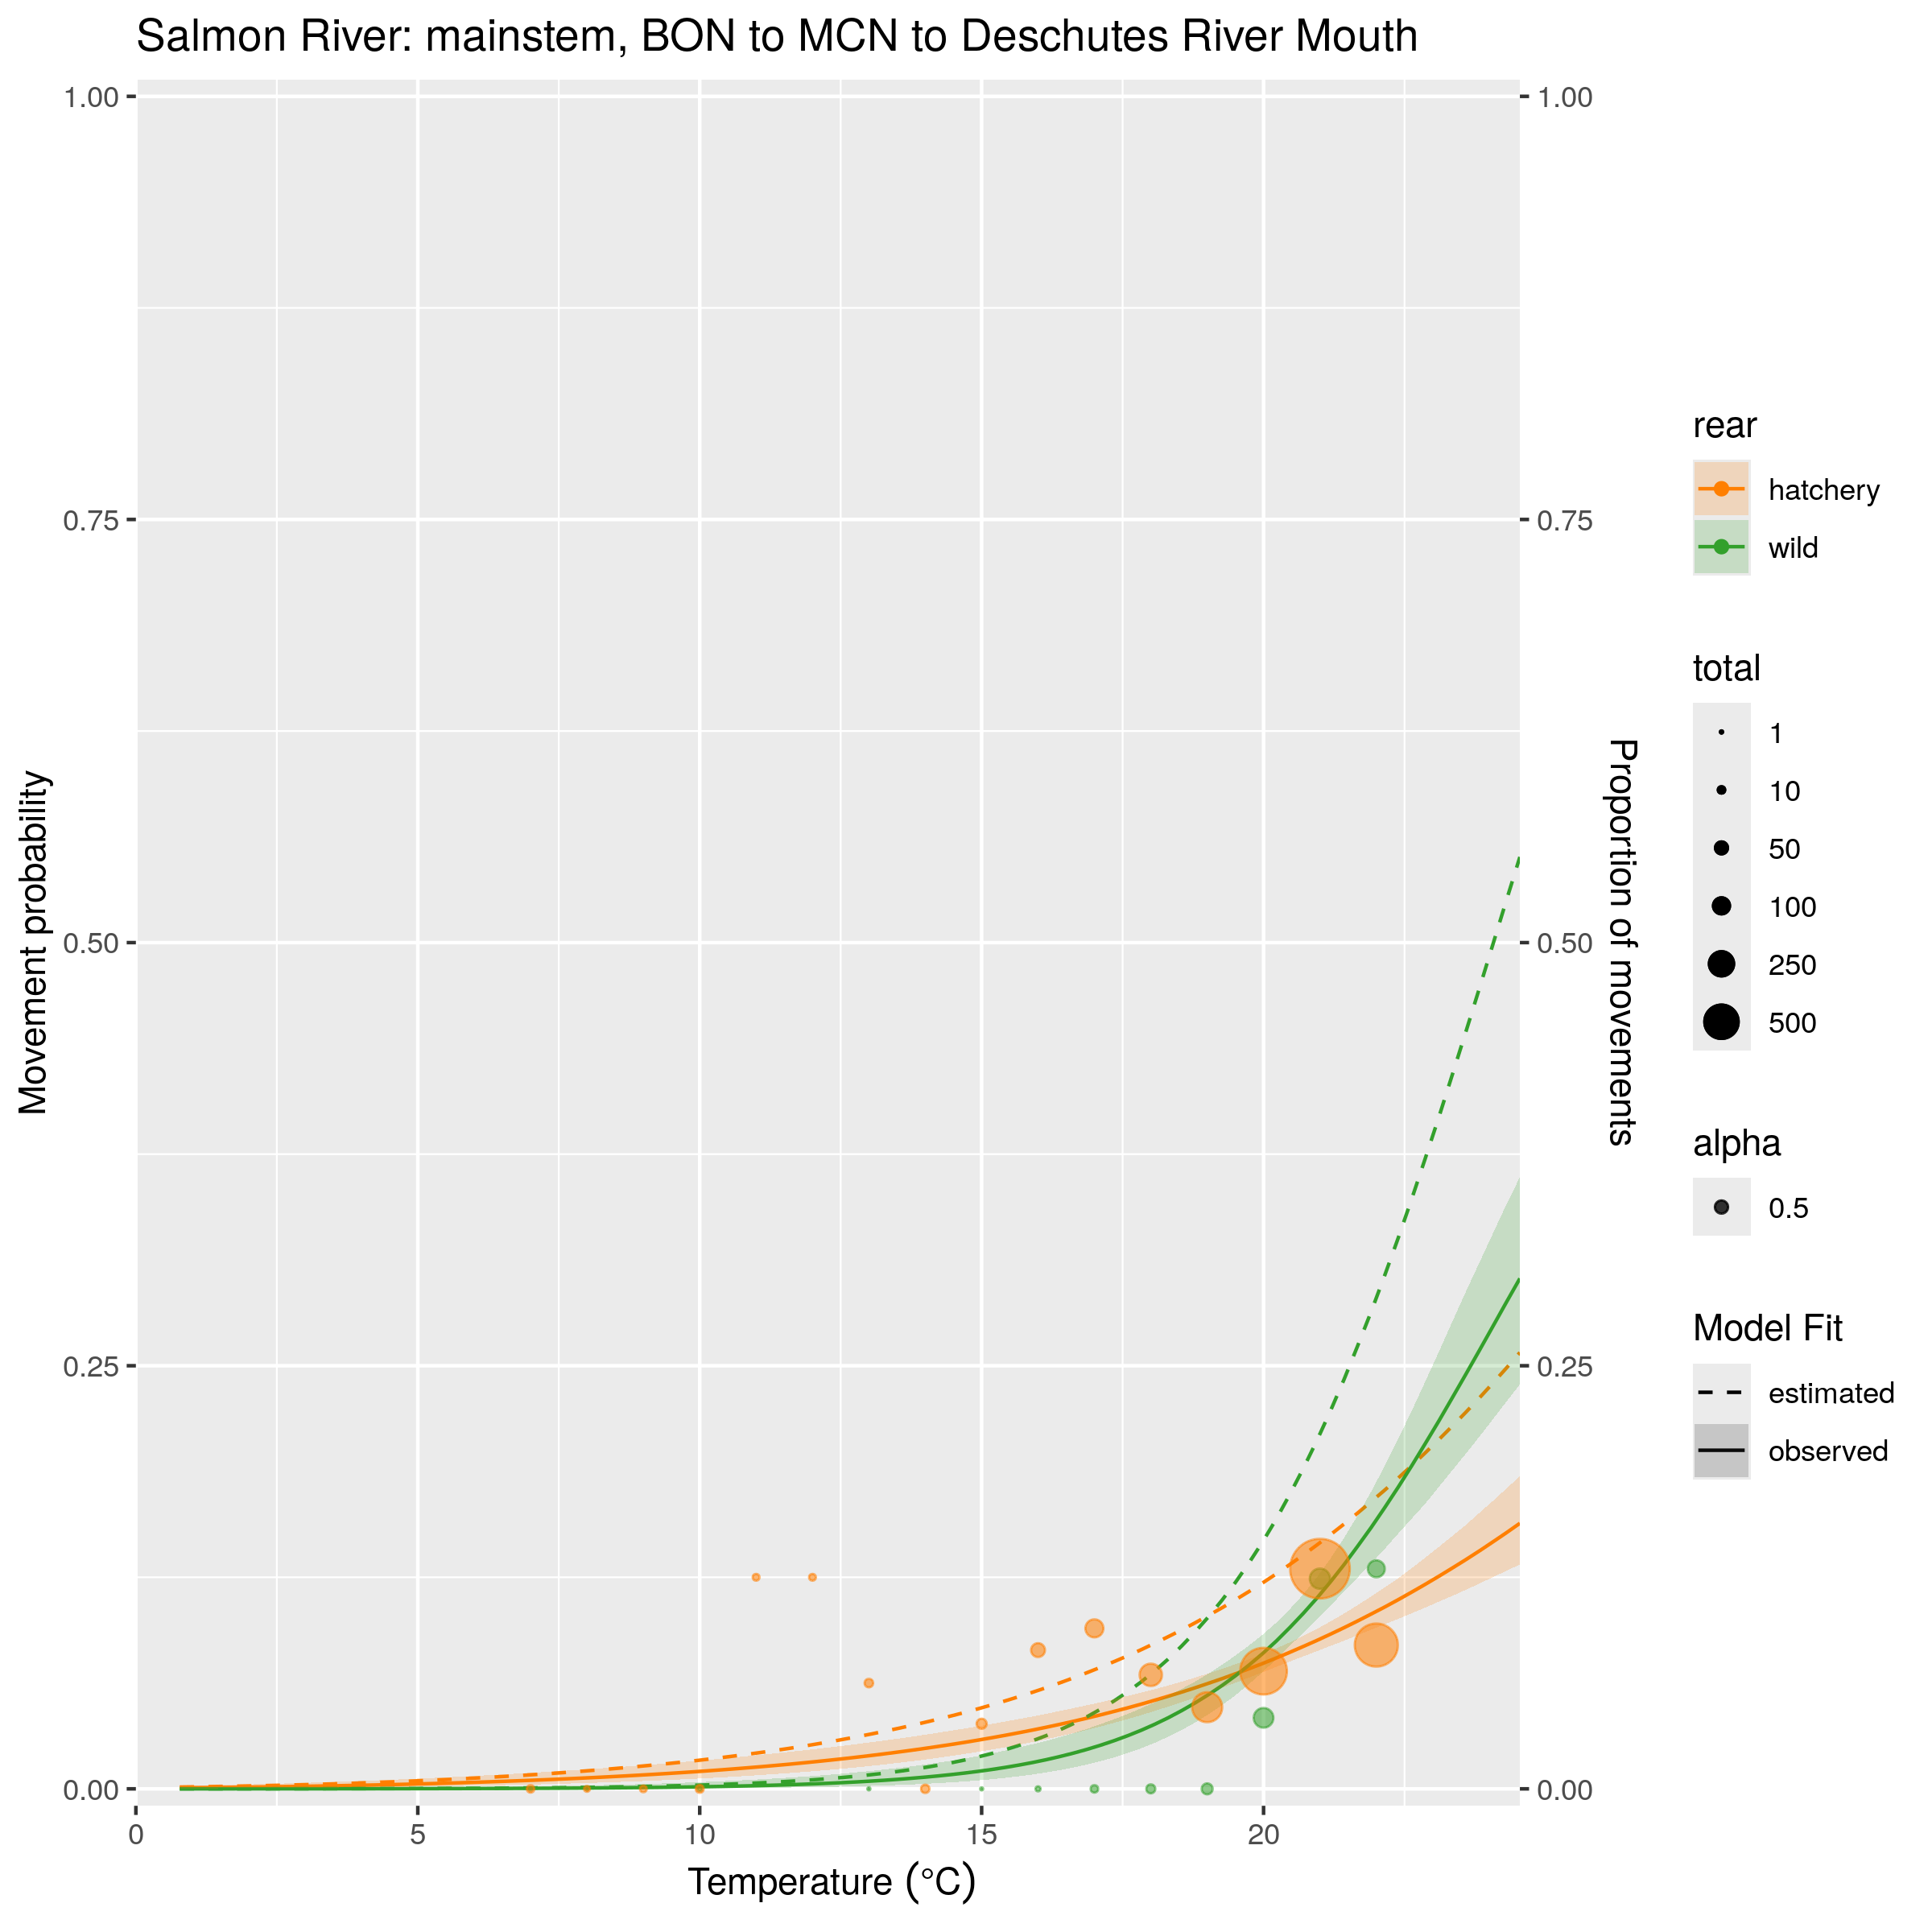 Salmon River: mainstem, BON to MCN to Deschutes River Mouth
1.00
0.75
0.50
0.25
0.00
Movement probability
1.00
0.75
0.50
0.25
0.00
Proportion of movements
0
5
10
15
20
Temperature (°C)
rear
hatchery
wild
total
1
10
50
100
250
500
alpha
0.5
Model Fit
estimated
observed